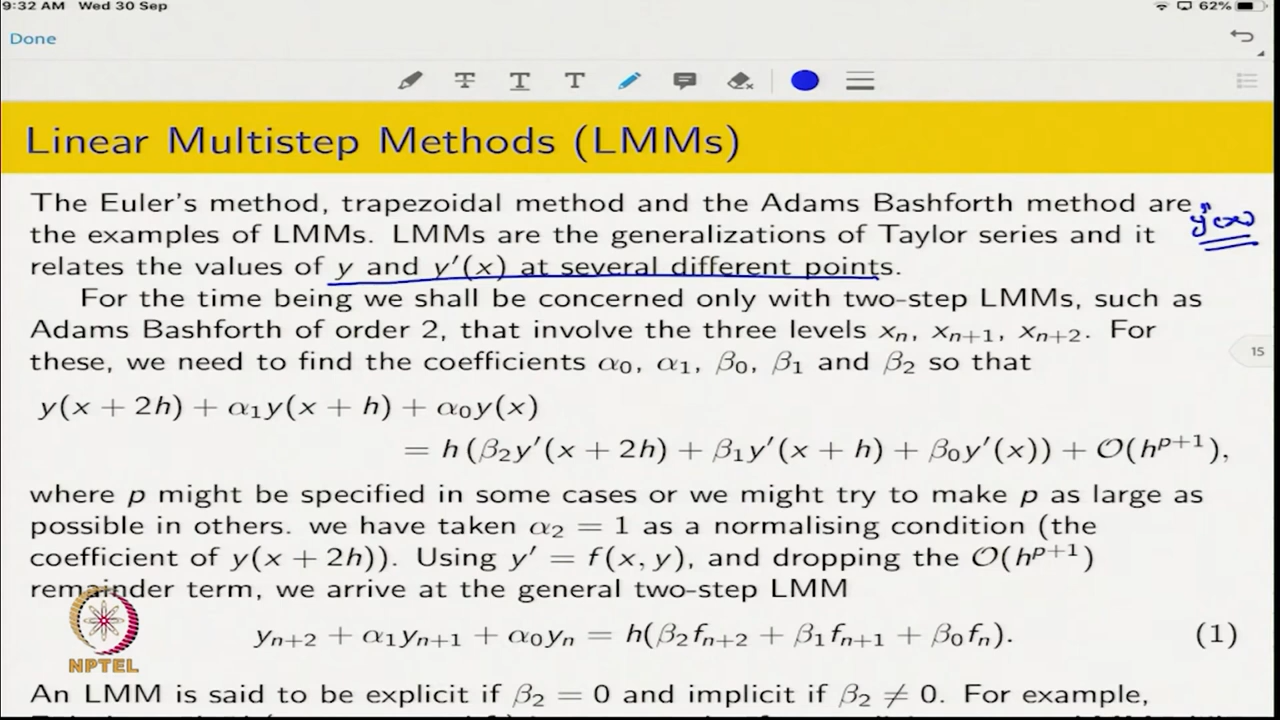 9:32 AM Wed 30 Sep 62%
Done
Linear Multistep Methods (LMMs)
The Euler's method, trapezoidal method and the Adams Bashforth method are
y''(x)
the examples of LMMs. LMMs are the generalizations of Taylor series and it
relates the values of y and y′(x) at several different points.
For the time being we shall be concerned only with two-step LMMs, such as
Adams Bashforth of order 2, that involve the three levels xₙ, xₙ₊₁, xₙ₊₂. For
these, we need to find the coefficients α₀, α₁, β₀, β₁ and β₂ so that
y(x + 2h) + α₁y(x + h) + α₀y(x)
= h (β₂y′(x + 2h) + β₁y′(x + h) + β₀y′(x)) + O(hᵖ⁺¹),
where p might be specified in some cases or we might try to make p as large as
15
possible in others. we have taken α₂ = 1 as a normalising condition (the
coefficient of y(x + 2h)). Using y′ = f(x, y), and dropping the O(hᵖ⁺¹)
remainder term, we arrive at the general two-step LMM
yₙ₊₂ + α₁yₙ₊₁ + α₀yₙ = h(β₂fₙ₊₂ + β₁fₙ₊₁ + β₀fₙ). (1)
NPTEL
An LMM is said to be explicit if β₂ = 0 and implicit if β₂ ≠ 0. For example,